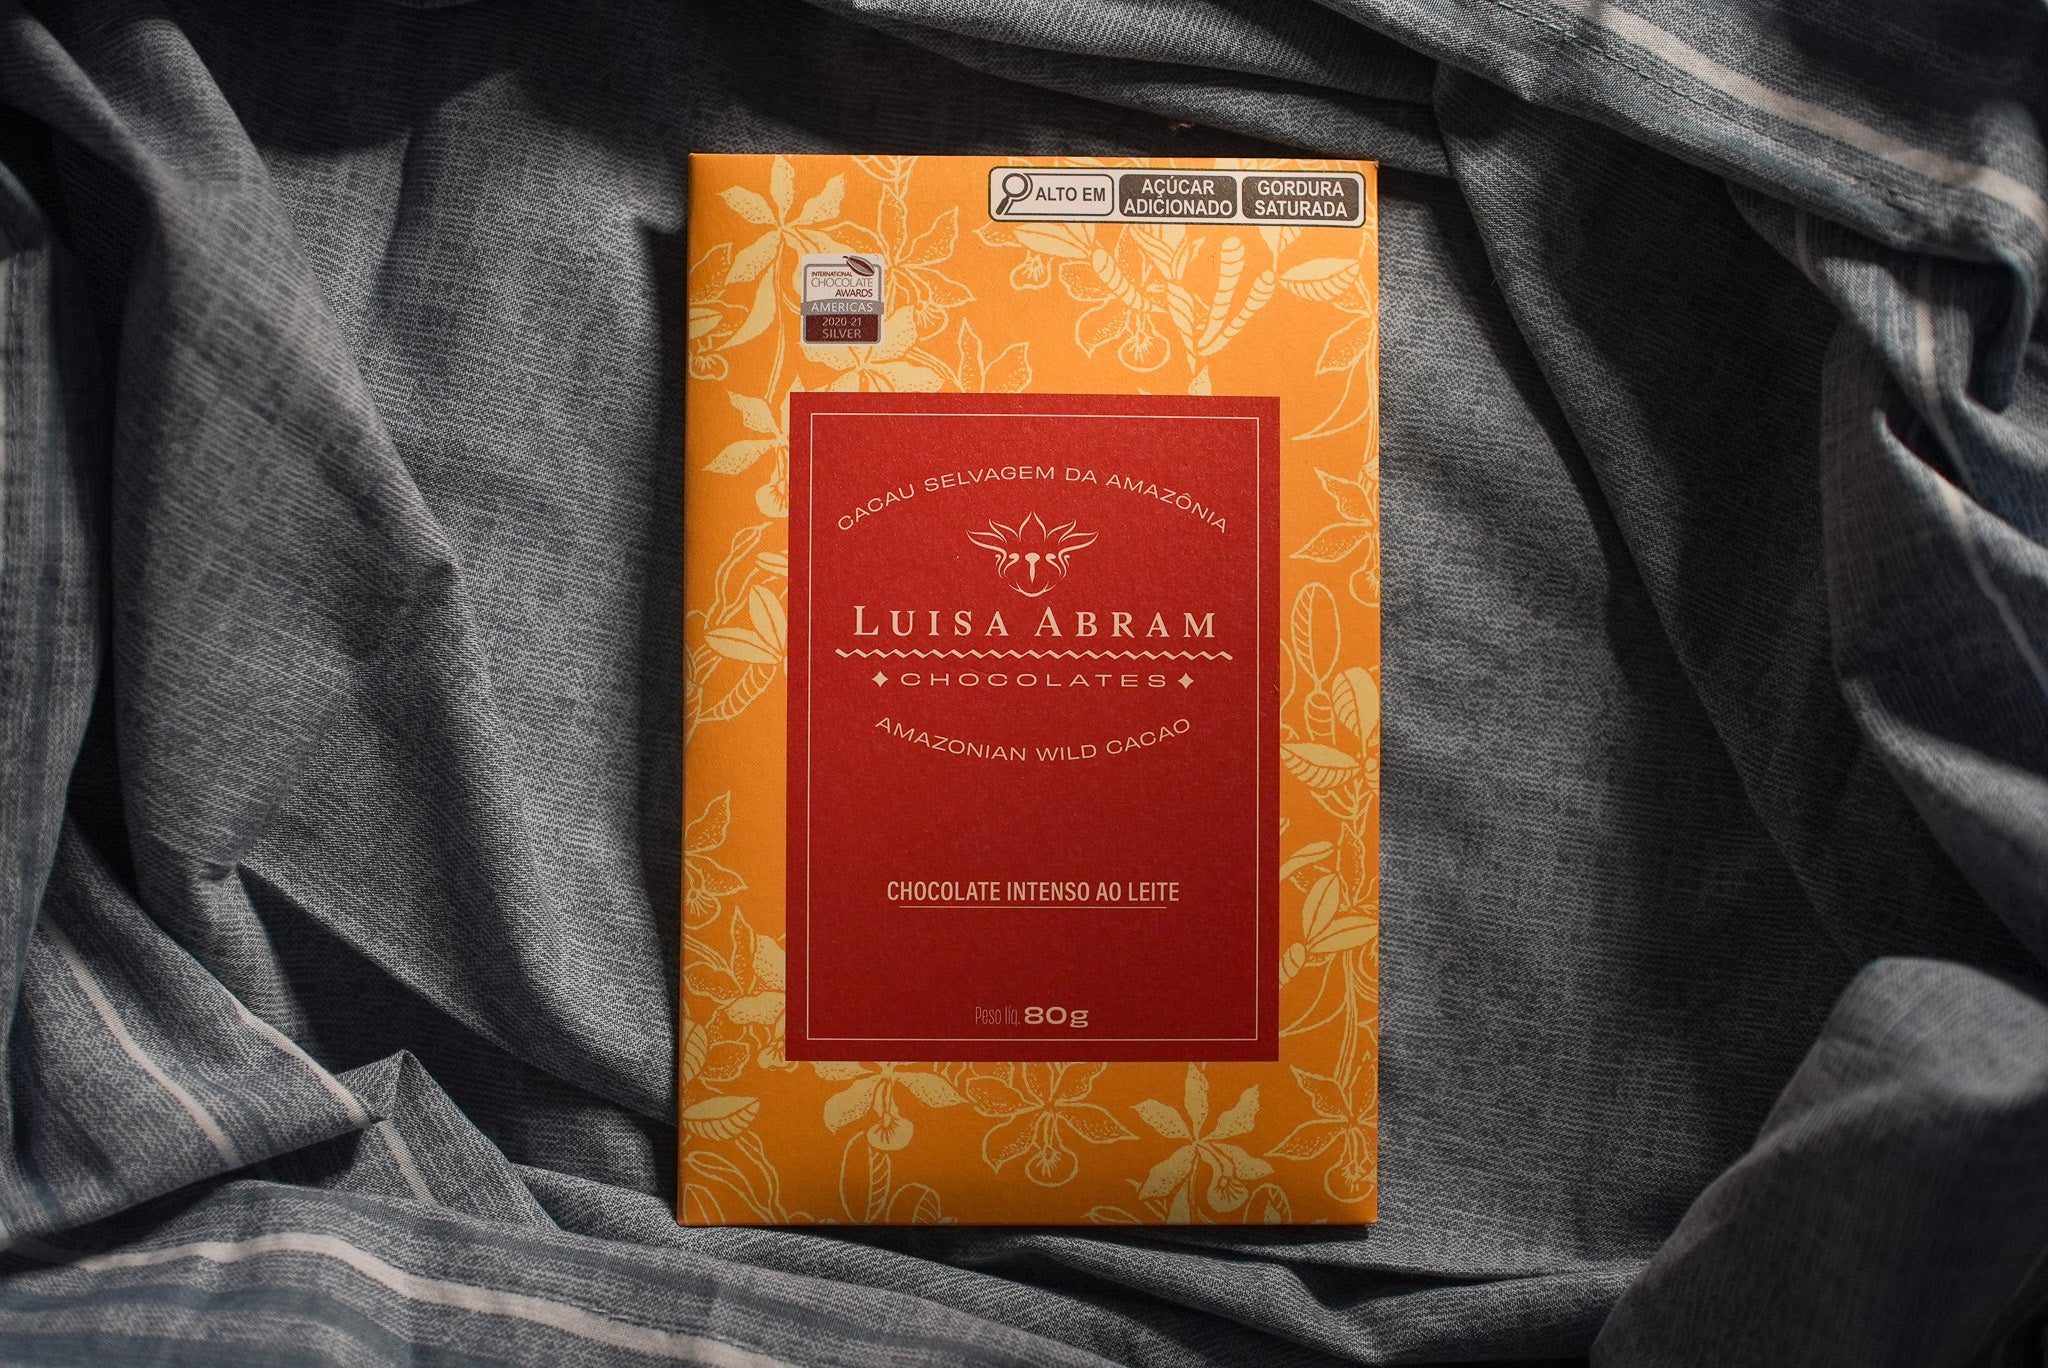 ALTO EM
AÇÚCAR
ADICIONADO
GORDURA
SATURADA
INTERNATIONAL
CHOCOLATE
AWARDS
AMERICAS
2020-21
SILVER
CACAU SELVAGEM DA AMAZÔNIA
LUISA ABRAM
CHOCOLATES
AMAZONIAN WILD CACAO
CHOCOLATE INTENSO AO LEITE
Peso líq. 80g